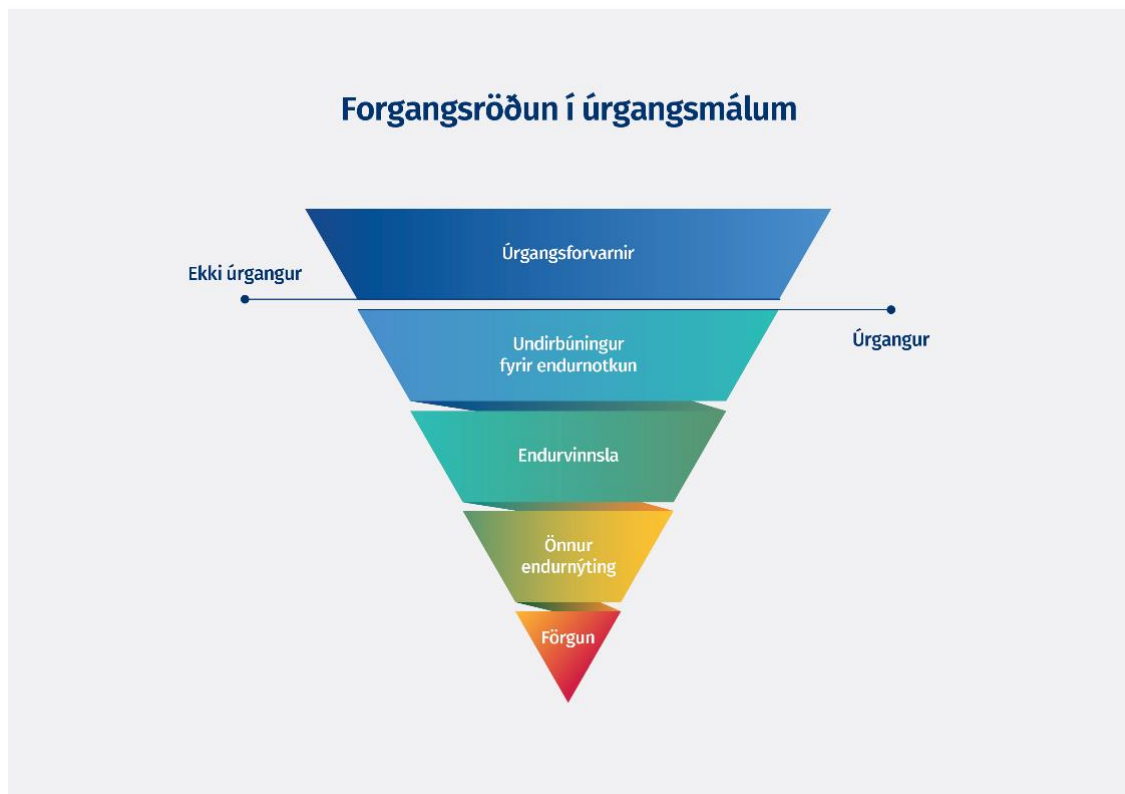 Forgangsröðun í úrgangsmálum
Úrgangsforvarnir
Ekki úrgangur
Úrgangur
Undirbúningur
fyrir endurnotkun
Endurvinnsla
Önnur
endurnýting
Förgun